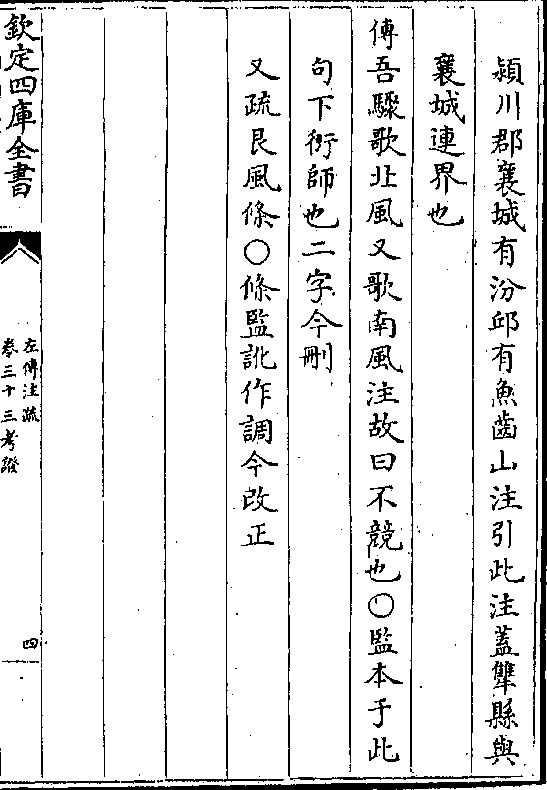 潁川郡襄城有汾邱有魚齒山注引此注蓋犨縣與
襄城連界也
傳吾驟歌北風又歌南風注故曰不競也〇監本于此
句下衍師也二字今刪
又疏艮風條〇條監訛作調今改正
欽定四庫全書
左傳注疏
卷三十三考證
四